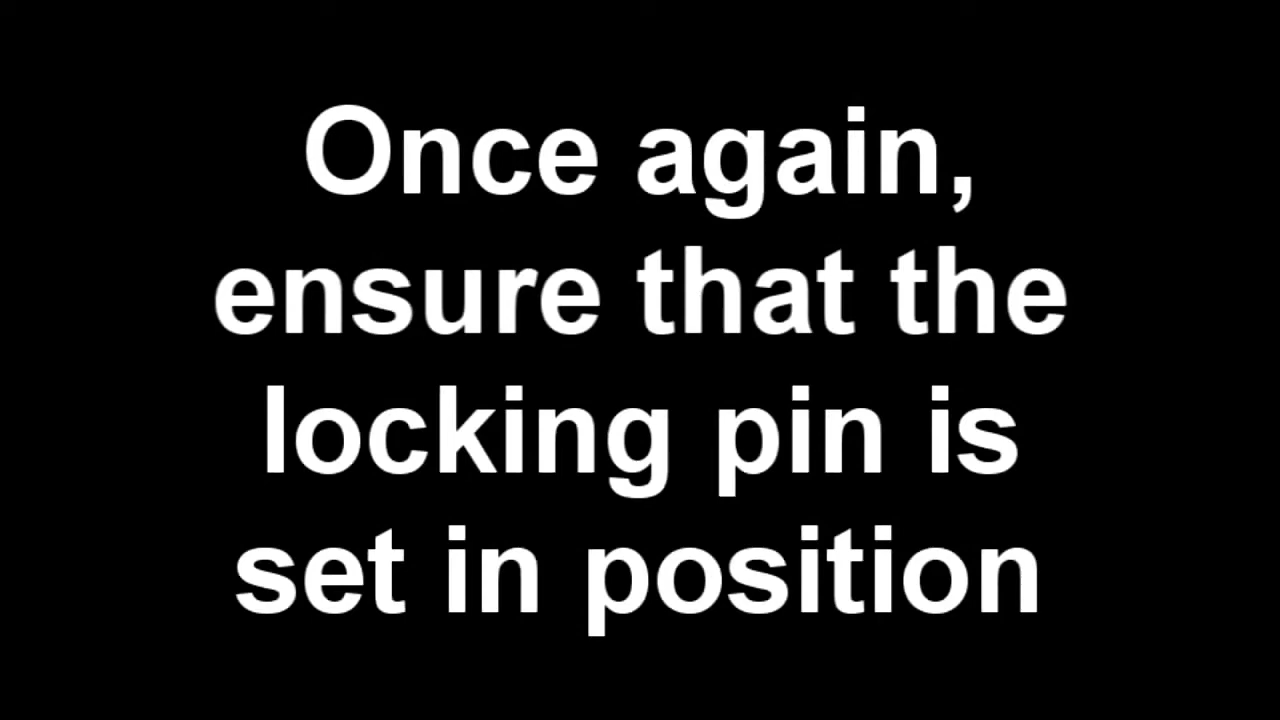 Once again,
ensure that the
locking pin is
set in position